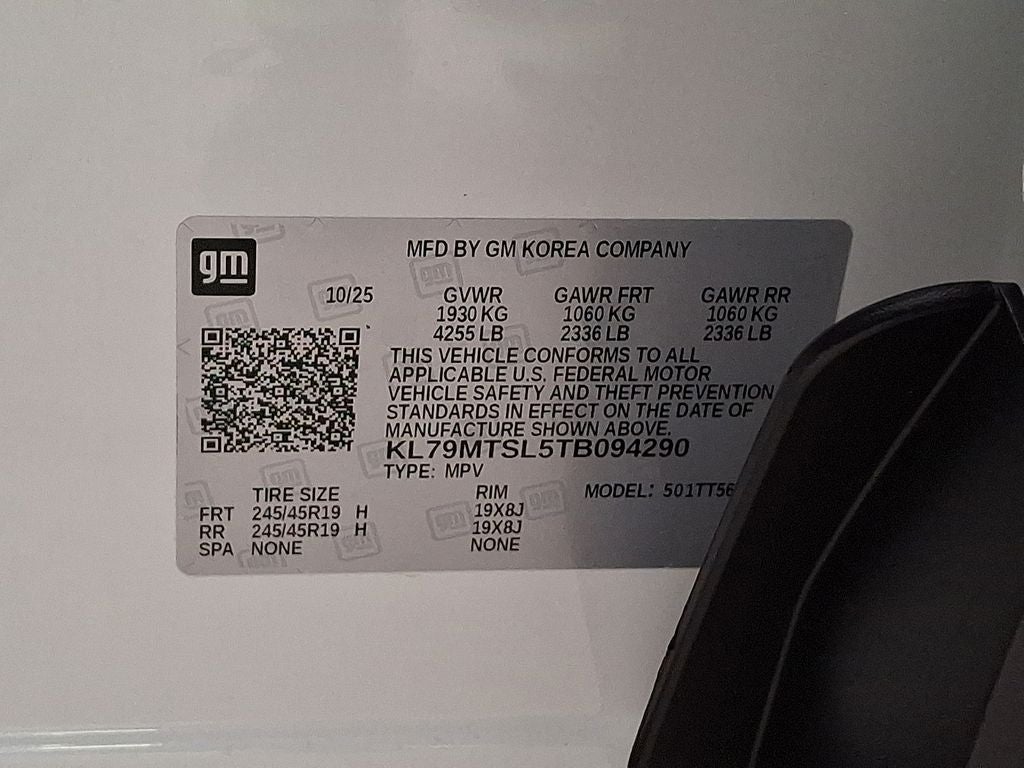 gm
MFD BY GM KOREA COMPANY
10/25 GVWR GAWR FRT GAWR RR
1930 KG 1060 KG 1060 KG
4255 LB 2336 LB 2336 LB
THIS VEHICLE CONFORMS TO ALL
APPLICABLE U.S. FEDERAL MOTOR
VEHICLE SAFETY AND THEFT PREVENTION
STANDARDS IN EFFECT ON THE DATE OF
MANUFACTURE SHOWN ABOVE.
KL79MTSL5TB094290
TYPE: MPV
TIRE SIZE RIM MODEL: 501TT56
FRT 245/45R19 H 19X8J
RR 245/45R19 H 19X8J
SPA NONE NONE